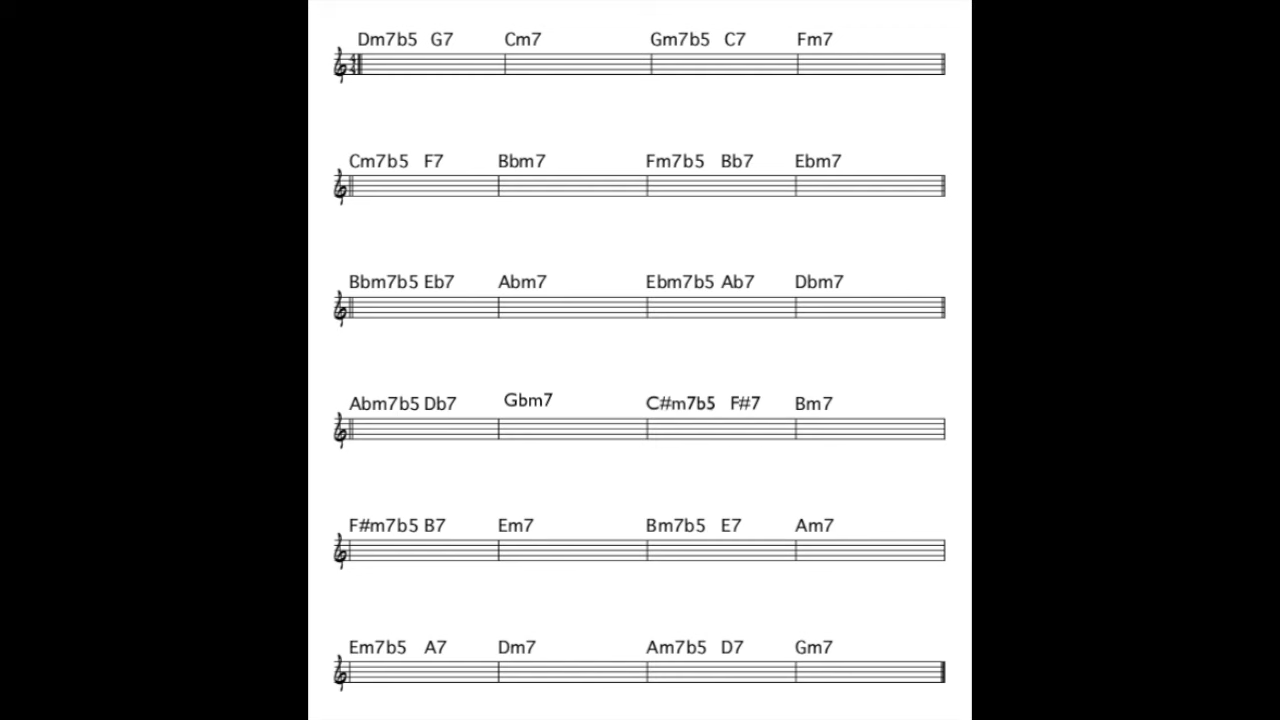 Dm7b5 G7 Cm7 Gm7b5 C7 Fm7
Cm7b5 F7 Bbm7 Fm7b5 Bb7 Ebm7
Bbm7b5 Eb7 Abm7 Ebm7b5 Ab7 Dbm7
Abm7b5 Db7 Gbm7 C#m7b5 F#7 Bm7
F#m7b5 B7 Em7 Bm7b5 E7 Am7
Em7b5 A7 Dm7 Am7b5 D7 Gm7